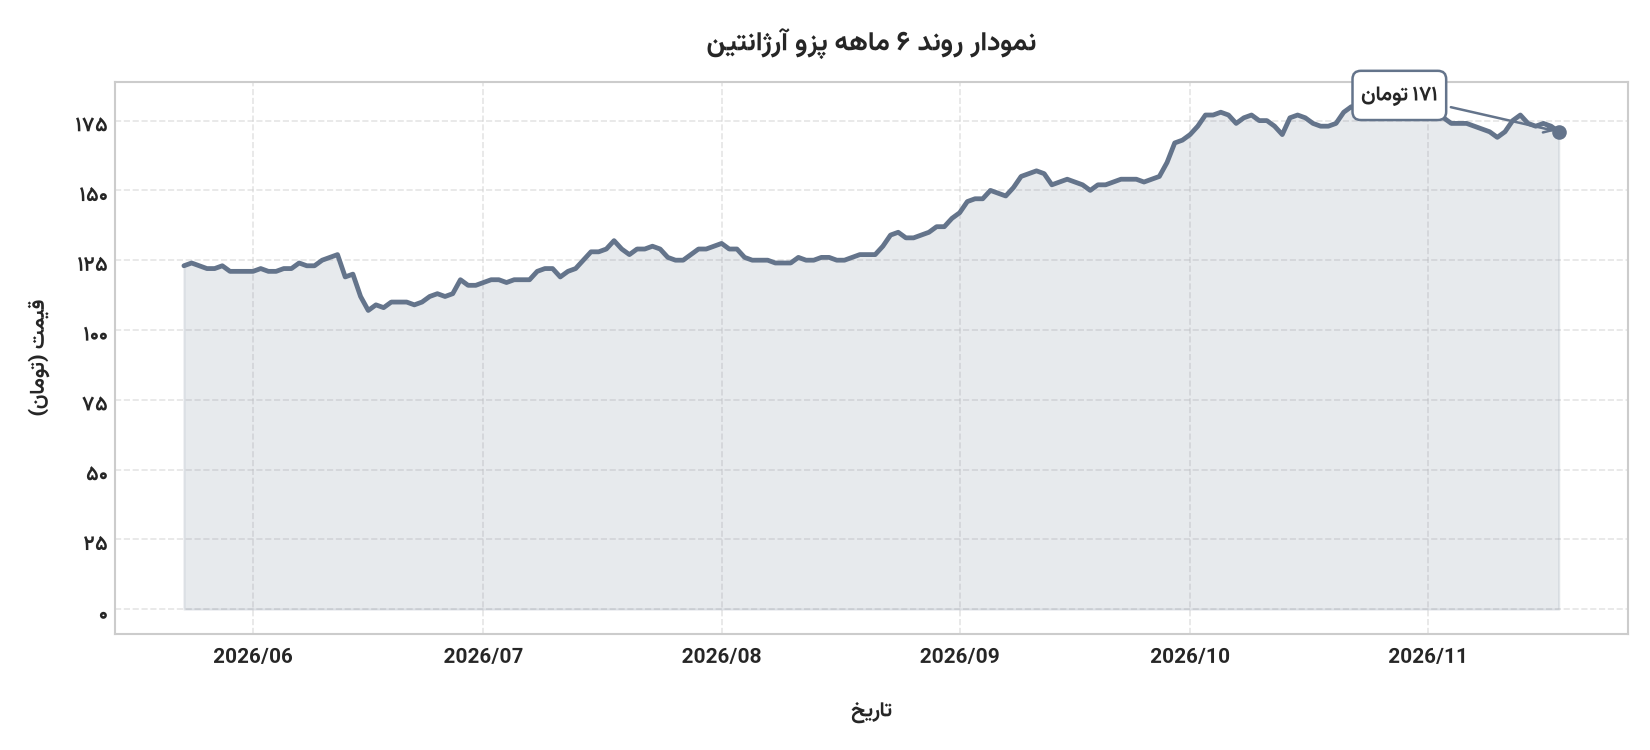 نمودار روند ۶ ماهه پزو آرژانتین
۱۷۱ تومان
۱۷۵
۱۵۰
۱۲۵
۱۰۰
۷۵
۵۰
۲۵
۰
قیمت (تومان)
2026/06 2026/07 2026/08 2026/09 2026/10 2026/11
تاریخ